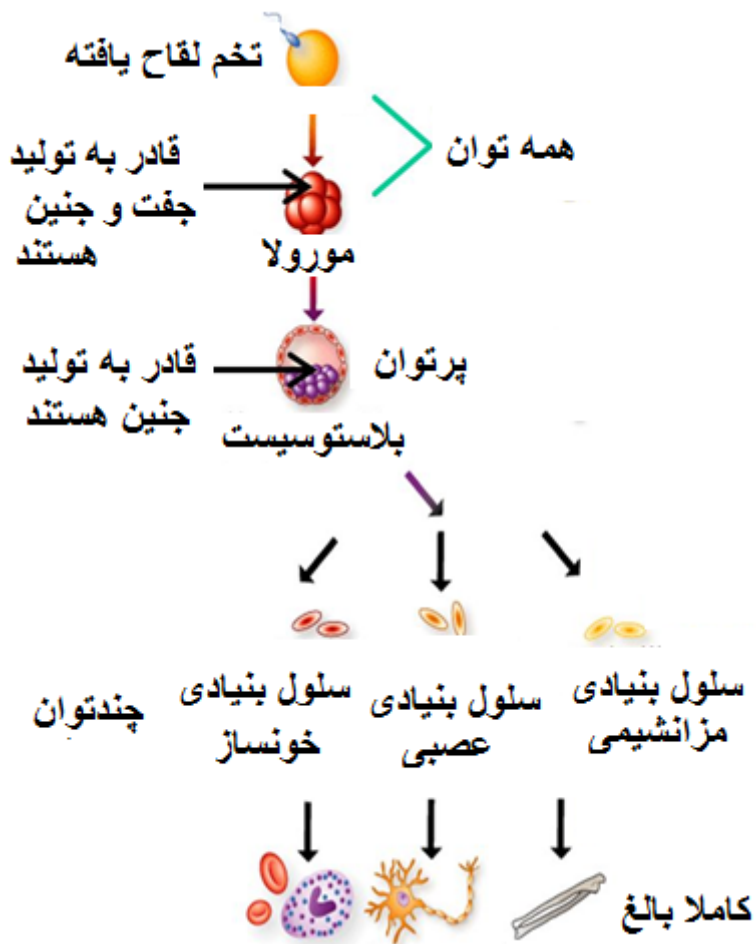 تخم لقاح یافته
همه توان
قادر به تولید
جفت و جنین
هستند
مورولا
قادر به تولید
جنین هستند
پرتوان
بلاستوسیست
سلول بنیادی
مزانشیمی
سلول بنیادی
عصبی
سلول بنیادی
خونساز
چندتوان
کاملا بالغ